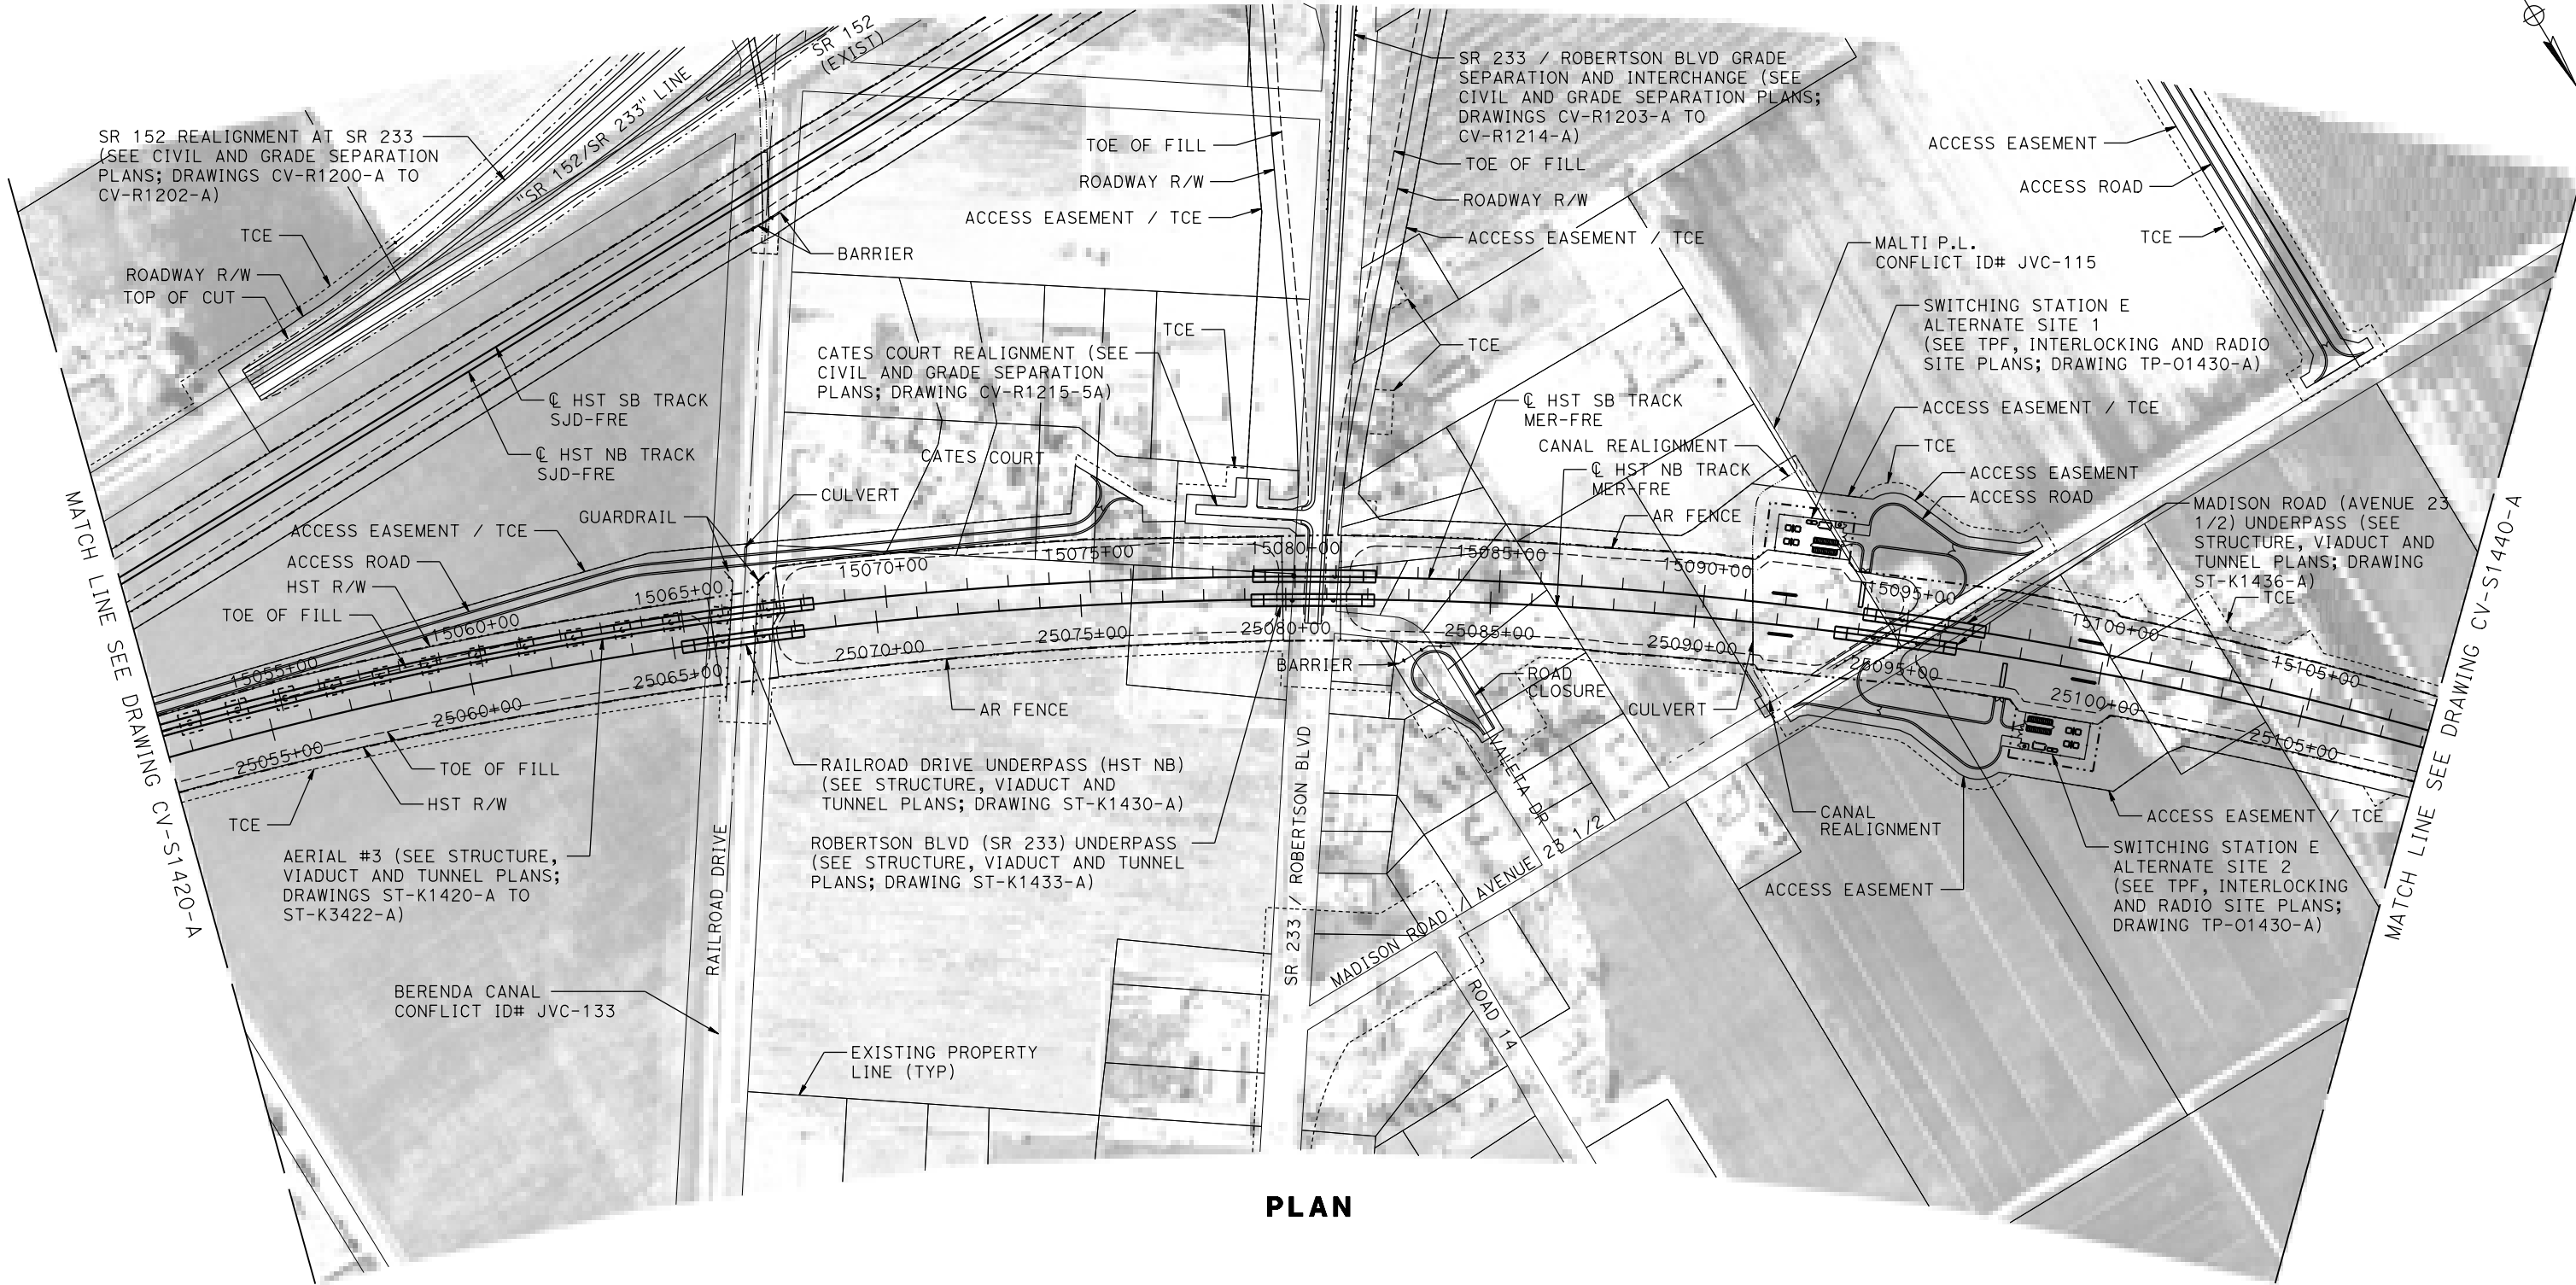 SR 152 REALIGNMENT AT SR 233
(SEE CIVIL AND GRADE SEPARATION
PLANS; DRAWINGS CV-R1200-A TO
CV-R1202-A)
TCE
ROADWAY R/W
TOP OF CUT
"SR 152/SR 233" LINE
SR 152
(EXIST)
BARRIER
℄ HST SB TRACK
SJD-FRE
℄ HST NB TRACK
SJD-FRE
TOE OF FILL
ROADWAY R/W
ACCESS EASEMENT / TCE
SR 233 / ROBERTSON BLVD GRADE
SEPARATION AND INTERCHANGE (SEE
CIVIL AND GRADE SEPARATION PLANS;
DRAWINGS CV-R1203-A TO
CV-R1214-A)
TOE OF FILL
ROADWAY R/W
ACCESS EASEMENT / TCE
TCE
TCE
CATES COURT REALIGNMENT (SEE
CIVIL AND GRADE SEPARATION
PLANS; DRAWING CV-R1215-5A)
CATES COURT
℄ HST SB TRACK
MER-FRE
CANAL REALIGNMENT
℄ HST NB TRACK
MER-FRE
AR FENCE
MALTI P.L.
CONFLICT ID# JVC-115
SWITCHING STATION E
ALTERNATE SITE 1
(SEE TPF, INTERLOCKING AND RADIO
SITE PLANS; DRAWING TP-O1430-A)
ACCESS EASEMENT / TCE
TCE
ACCESS EASEMENT
ACCESS ROAD
ACCESS EASEMENT
ACCESS ROAD
TCE
MADISON ROAD (AVENUE 23
1/2) UNDERPASS (SEE
STRUCTURE, VIADUCT AND
TUNNEL PLANS; DRAWING
ST-K1436-A)
TCE
MATCH LINE SEE DRAWING CV-S1420-A
MATCH LINE SEE DRAWING CV-S1440-A
CULVERT
GUARDRAIL
ACCESS EASEMENT / TCE
ACCESS ROAD
HST R/W
TOE OF FILL
15055+00
15060+00
15065+00
15070+00
15075+00
15080+00
15085+00
15090+00
15095+00
15100+00
15105+00
25055+00
25060+00
25065+00
25070+00
25075+00
25080+00
25085+00
25090+00
25095+00
25100+00
25105+00
TOE OF FILL
HST R/W
TCE
AERIAL #3 (SEE STRUCTURE,
VIADUCT AND TUNNEL PLANS;
DRAWINGS ST-K1420-A TO
ST-K3422-A)
AR FENCE
RAILROAD DRIVE UNDERPASS (HST NB)
(SEE STRUCTURE, VIADUCT AND
TUNNEL PLANS; DRAWING ST-K1430-A)
ROBERTSON BLVD (SR 233) UNDERPASS
(SEE STRUCTURE, VIADUCT AND TUNNEL
PLANS; DRAWING ST-K1433-A)
BARRIER
ROAD
CLOSURE
CULVERT
VALETA DR
RAILROAD DRIVE
SR 233 / ROBERTSON BLVD
MADISON ROAD / AVENUE 23 1/2
ROAD 14
CANAL
REALIGNMENT
ACCESS EASEMENT
ACCESS EASEMENT / TCE
SWITCHING STATION E
ALTERNATE SITE 2
(SEE TPF, INTERLOCKING
AND RADIO SITE PLANS;
DRAWING TP-O1430-A)
BERENDA CANAL
CONFLICT ID# JVC-133
EXISTING PROPERTY
LINE (TYP)
PLAN